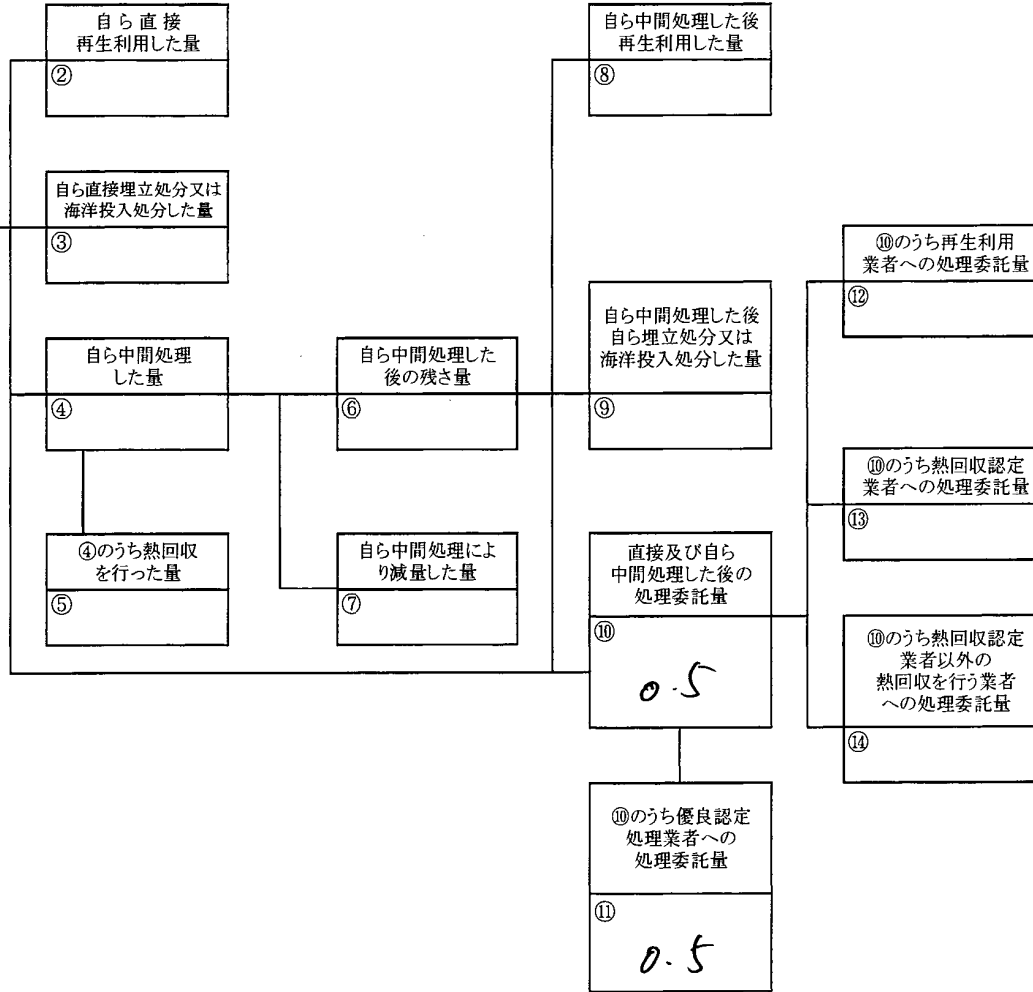 自ら直接
再生利用した量
②
自ら中間処理した後
再生利用した量
⑧
自ら直接埋立処分又は
海洋投入処分した量
③
⑩のうち再生利用
業者への処理委託量
⑫
自ら中間処理した後
自ら埋立処分又は
海洋投入処分した量
⑨
自ら中間処理
した量
④
自ら中間処理した
後の残さ量
⑥
⑩のうち熱回収認定
業者への処理委託量
⑬
④のうち熱回収
を行った量
⑤
自ら中間処理によ
り減量した量
⑦
直接及び自ら
中間処理した後の
処理委託量
⑩
0.5
⑩のうち熱回収認定
業者以外の
熱回収を行う業者
への処理委託量
⑭
⑩のうち優良認定
処理業者への
処理委託量
⑪
0.5